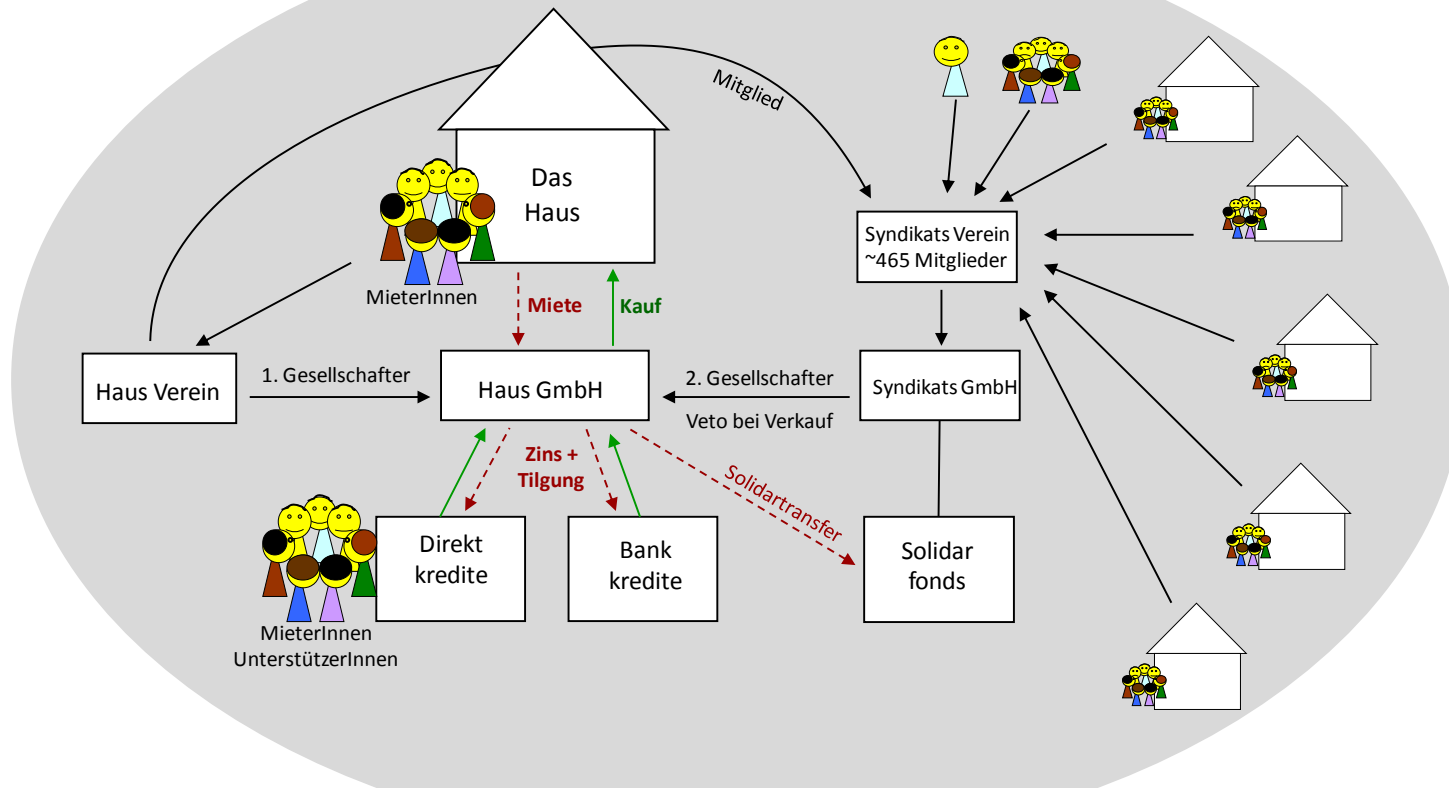 Mitglied
Das
Haus
MieterInnen
Syndikats Verein
~465 Mitglieder
Miete
Kauf
Haus Verein
1. Gesellschafter
Haus GmbH
2. Gesellschafter
Veto bei Verkauf
Syndikats GmbH
Zins +
Tilgung
Solidartransfer
Direkt
kredite
Bank
kredite
Solidar
fonds
MieterInnen
UnterstützerInnen